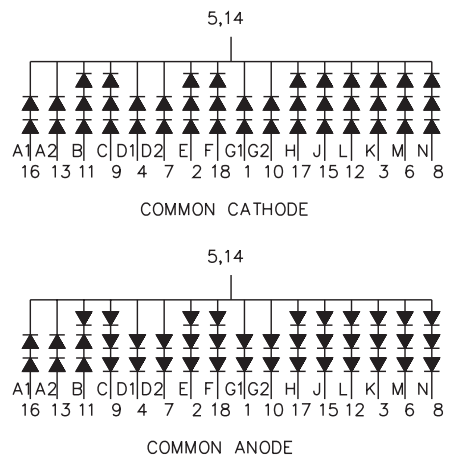 5,14
A1 A2 B C D1 D2 E F G1 G2 H J L K M N
16 13 11 9 4 7 2 18 1 10 17 15 12 3 6 8
COMMON CATHODE
5,14
A1 A2 B C D1 D2 E F G1 G2 H J L K M N
16 13 11 9 4 7 2 18 1 10 17 15 12 3 6 8
COMMON ANODE